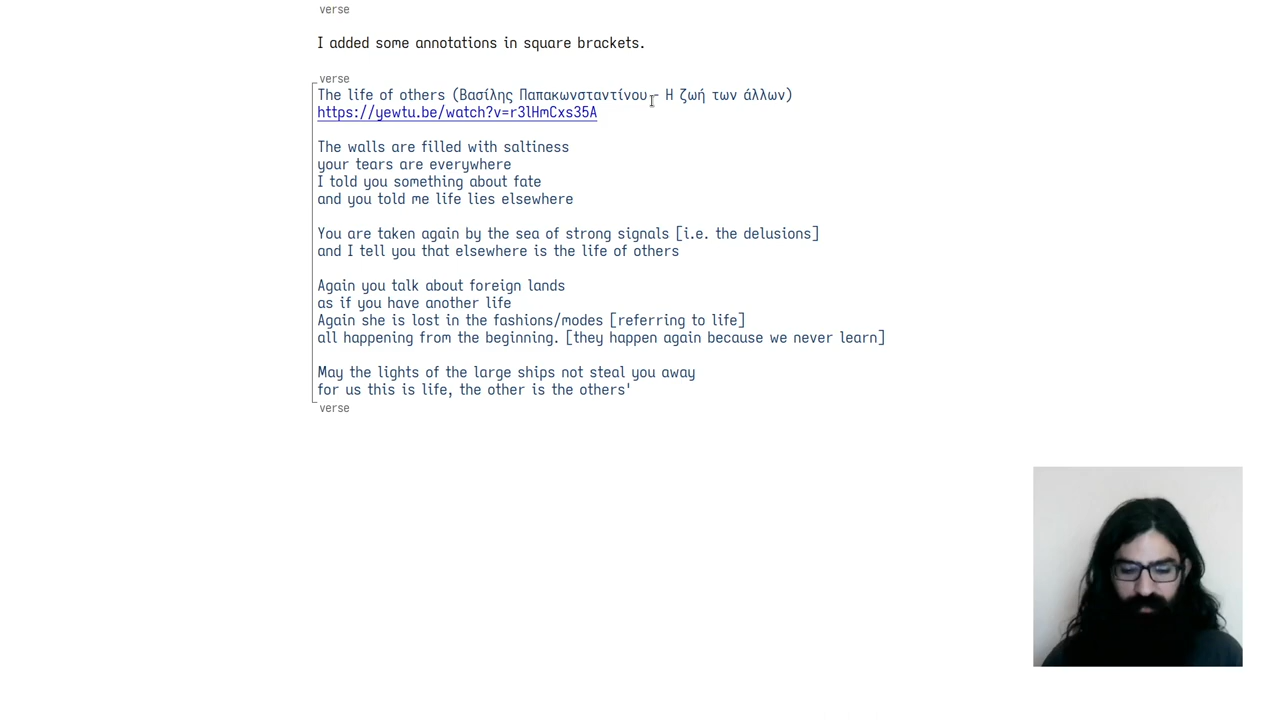 verse
I added some annotations in square brackets.
verse
The life of others (Βασίλης Παπακωνσταντίνου - Η ζωή των άλλων)
https://yewtu.be/watch?v=r3lHmCxs35A
The walls are filled with saltiness
your tears are everywhere
I told you something about fate
and you told me life lies elsewhere
You are taken again by the sea of strong signals [i.e. the delusions]
and I tell you that elsewhere is the life of others
Again you talk about foreign lands
as if you have another life
Again she is lost in the fashions/modes [referring to life]
all happening from the beginning. [they happen again because we never learn]
May the lights of the large ships not steal you away
for us this is life, the other is the others'
verse